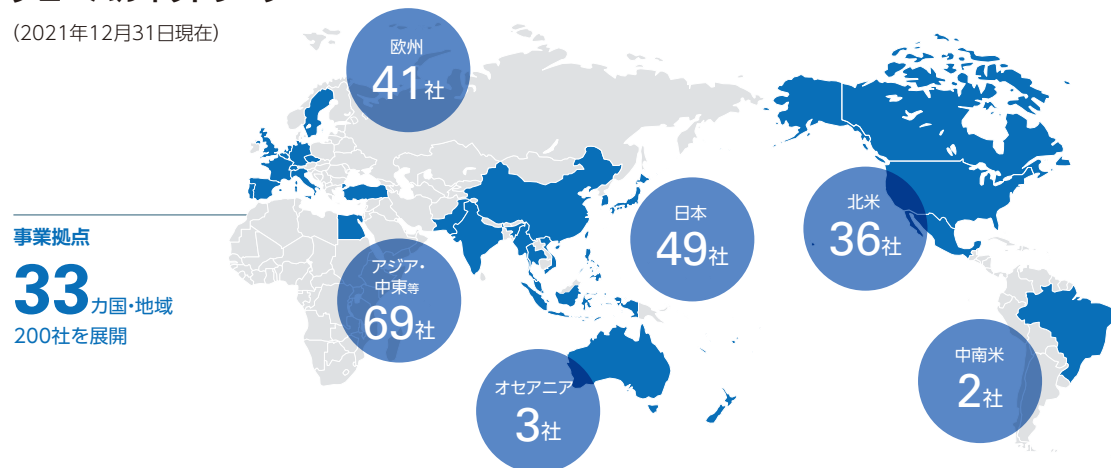 (2021年12月31日現在)
欧州
41社
日本
49社
北米
36社
事業拠点
33カ国・地域
200社を展開
アジア・
中東等
69社
オセアニア
3社
中南米
2社